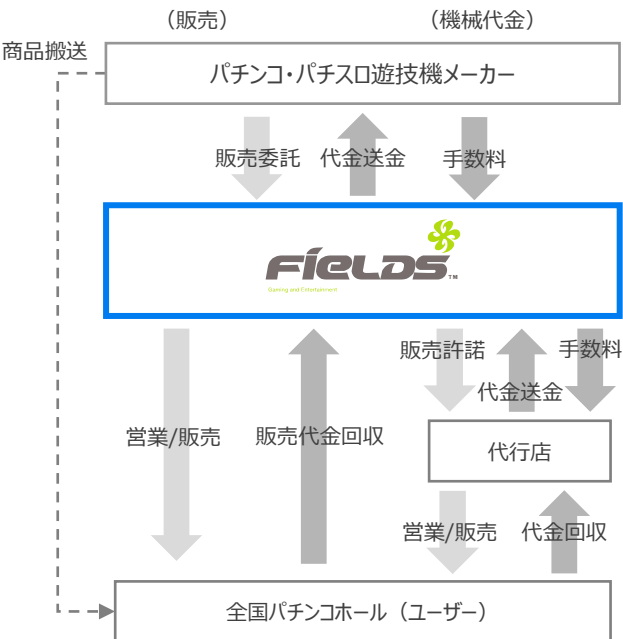 （販売）
（機械代金）
商品搬送
パチンコ・パチスロ遊技機メーカー
販売委託
代金送金
手数料
FIELDS™
Gaming and Entertainment
販売許諾
手数料
代金送金
営業/販売
販売代金回収
代行店
営業/販売
代金回収
全国パチンコホール（ユーザー）